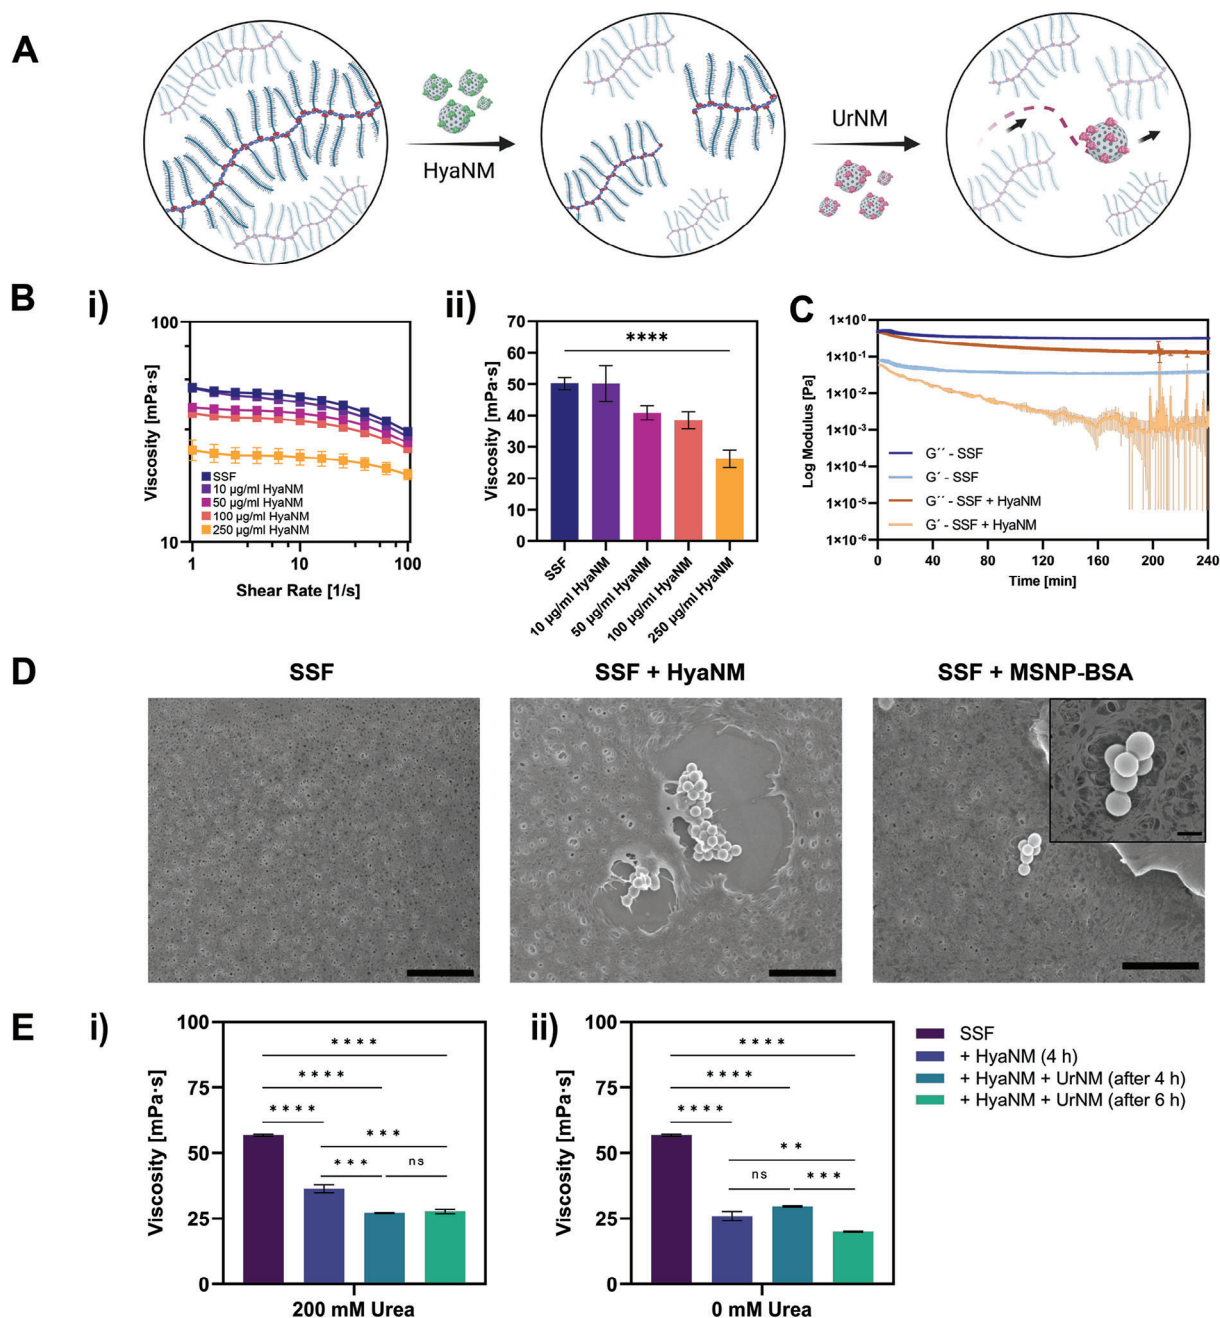 A
HyaNM
UrNM
B
i)
100
10
Viscosity [mPa·s]
SSF
10 µg/ml HyaNM
50 µg/ml HyaNM
100 µg/ml HyaNM
250 µg/ml HyaNM
1
10
100
Shear Rate [1/s]
ii)
70
60
50
40
30
20
10
0
Viscosity [mPa·s]
****
SSF
10 µg/ml HyaNM
50 µg/ml HyaNM
100 µg/ml HyaNM
250 µg/ml HyaNM
C
1×10⁰
1×10⁻¹
1×10⁻²
1×10⁻³
1×10⁻⁴
1×10⁻⁵
1×10⁻⁶
Log Modulus [Pa]
G´´ - SSF
G´ - SSF
G´´ - SSF + HyaNM
G´ - SSF + HyaNM
0 40 80 120 160 200 240
Time [min]
D
SSF
SSF + HyaNM
SSF + MSNP-BSA
E
i)
100
75
50
25
0
Viscosity [mPa·s]
****
****
****
***
***
ns
200 mM Urea
ii)
100
75
50
25
0
Viscosity [mPa·s]
****
****
****
**
ns
***
0 mM Urea
SSF
+ HyaNM (4 h)
+ HyaNM + UrNM (after 4 h)
+ HyaNM + UrNM (after 6 h)